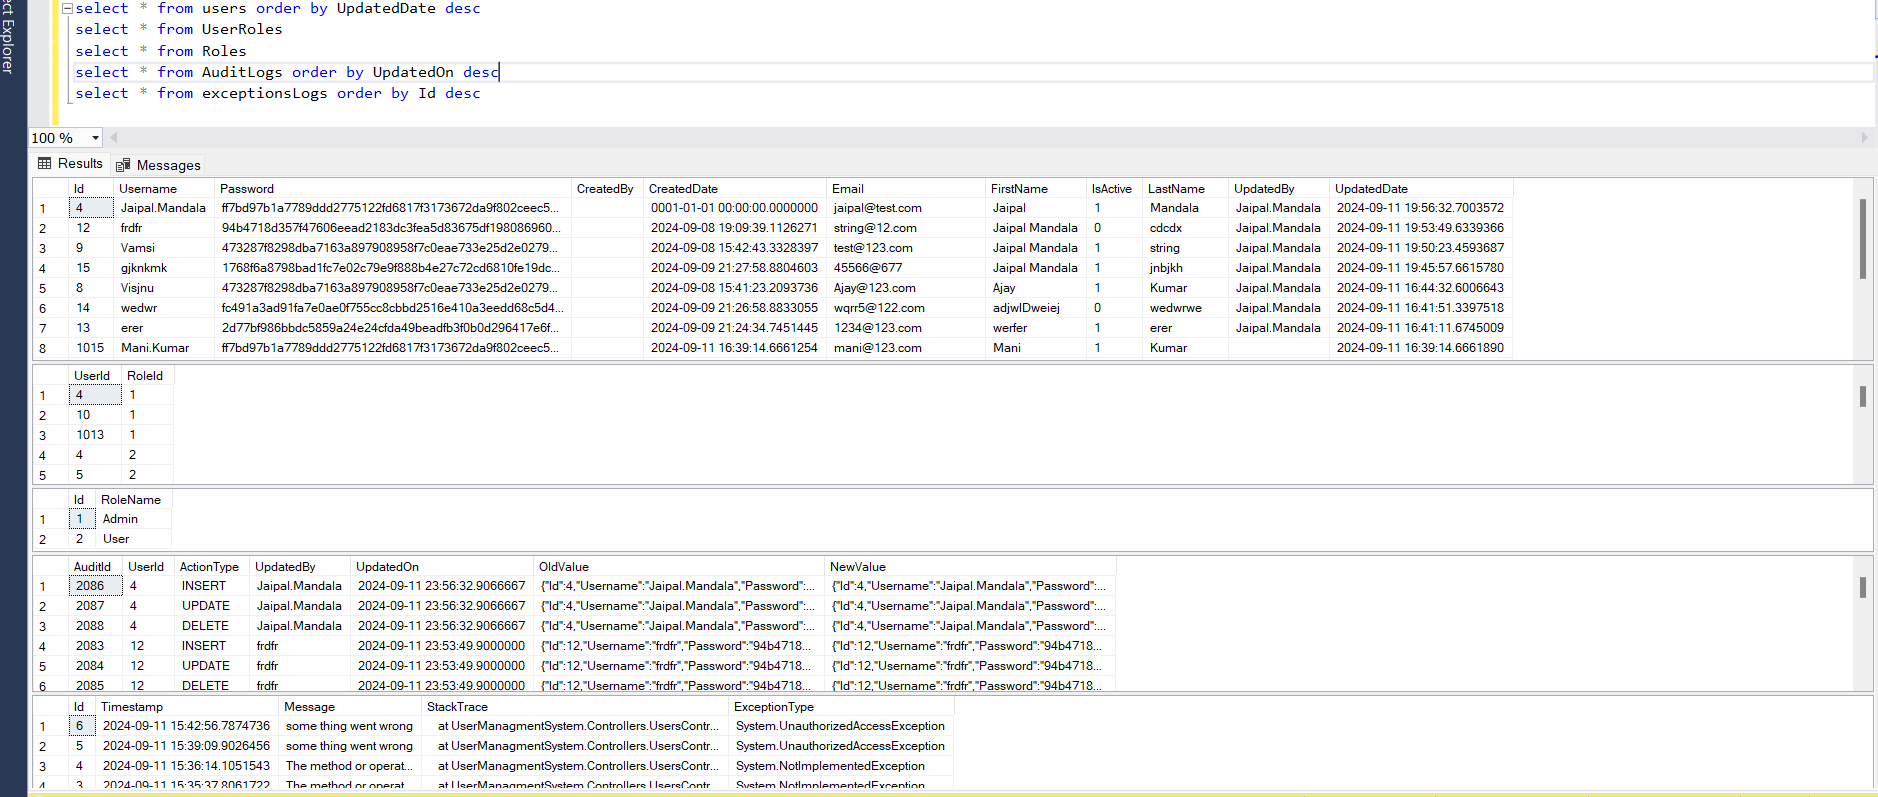 ct Explorer
select * from users order by UpdatedDate desc
select * from UserRoles
select * from Roles
select * from AuditLogs order by UpdatedOn desc
select * from exceptionsLogs order by Id desc
100 %
Results Messages
Id Username Password CreatedBy CreatedDate Email FirstName IsActive LastName UpdatedBy UpdatedDate
1 4 Jaipal.Mandala ff7bd97b1a7789ddd2775122fd6817f3173672da9f802ceec5... 0001-01-01 00:00:00.0000000 jaipal@test.com Jaipal 1 Mandala Jaipal.Mandala 2024-09-11 19:56:32.7003572
2 12 frdfr 94b4718d357f47606eead2183dc3fea5d83675df198086960... 2024-09-08 19:09:39.1126271 string@12.com Jaipal Mandala 0 cdcdx Jaipal.Mandala 2024-09-11 19:53:49.6339366
3 9 Vamsi 473287f8298dba7163a897908958f7c0eae733e25d2e0279... 2024-09-08 15:42:43.3328397 test@123.com Jaipal Mandala 1 string Jaipal.Mandala 2024-09-11 19:50:23.4593687
4 15 gjknkmk 1768f6a8798bad1fc7e02c79e9f888b4e27c72cd6810fe19dc... 2024-09-09 21:27:58.8804603 45566@677 Jaipal Mandala 1 jnbjkh Jaipal.Mandala 2024-09-11 19:45:57.6615780
5 8 Visjnu 473287f8298dba7163a897908958f7c0eae733e25d2e0279... 2024-09-08 15:41:23.2093736 Ajay@123.com Ajay 1 Kumar Jaipal.Mandala 2024-09-11 16:44:32.6006643
6 14 wedwr fc491a3ad91fa7e0ae0f755cc8cbbd2516e410a3eedd68c5d4... 2024-09-09 21:26:58.8833055 wqrr5@122.com adjwlDweiej 0 wedwrwe Jaipal.Mandala 2024-09-11 16:41:51.3397518
7 13 erer 2d77bf986bbdc5859a24e24cfda49beadfb3f0b0d296417e6f... 2024-09-09 21:24:34.7451445 1234@123.com werfer 1 erer Jaipal.Mandala 2024-09-11 16:41:11.6745009
8 1015 Mani.Kumar ff7bd97b1a7789ddd2775122fd6817f3173672da9f802ceec5... 2024-09-11 16:39:14.6661254 mani@123.com Mani 1 Kumar 2024-09-11 16:39:14.6661890
UserId RoleId
1 4 1
2 10 1
3 1013 1
4 4 2
5 5 2
Id RoleName
1 1 Admin
2 2 User
AuditId UserId ActionType UpdatedBy UpdatedOn OldValue NewValue
1 2086 4 INSERT Jaipal.Mandala 2024-09-11 23:56:32.9066667 {"Id":4,"Username":"Jaipal.Mandala","Password":... {"Id":4,"Username":"Jaipal.Mandala","Password":...
2 2087 4 UPDATE Jaipal.Mandala 2024-09-11 23:56:32.9066667 {"Id":4,"Username":"Jaipal.Mandala","Password":... {"Id":4,"Username":"Jaipal.Mandala","Password":...
3 2088 4 DELETE Jaipal.Mandala 2024-09-11 23:56:32.9066667 {"Id":4,"Username":"Jaipal.Mandala","Password":... {"Id":4,"Username":"Jaipal.Mandala","Password":...
4 2083 12 INSERT frdfr 2024-09-11 23:53:49.9000000 {"Id":12,"Username":"frdfr","Password":"94b4718... {"Id":12,"Username":"frdfr","Password":"94b4718...
5 2084 12 UPDATE frdfr 2024-09-11 23:53:49.9000000 {"Id":12,"Username":"frdfr","Password":"94b4718... {"Id":12,"Username":"frdfr","Password":"94b4718...
6 2085 12 DELETE frdfr 2024-09-11 23:53:49.9000000 {"Id":12,"Username":"frdfr","Password":"94b4718... {"Id":12,"Username":"frdfr","Password":"94b4718...
Id Timestamp Message StackTrace ExceptionType
1 6 2024-09-11 15:42:56.7874736 some thing went wrong at UserManagmentSystem.Controllers.UsersContr... System.UnauthorizedAccessException
2 5 2024-09-11 15:39:09.9026456 some thing went wrong at UserManagmentSystem.Controllers.UsersContr... System.UnauthorizedAccessException
3 4 2024-09-11 15:36:14.1051543 The method or operat... at UserManagmentSystem.Controllers.UsersContr... System.NotImplementedException
4 3 2024-09-11 15:35:37.8061722 The method or operat... at UserManagmentSystem.Controllers.UsersContr... System.NotImplementedException